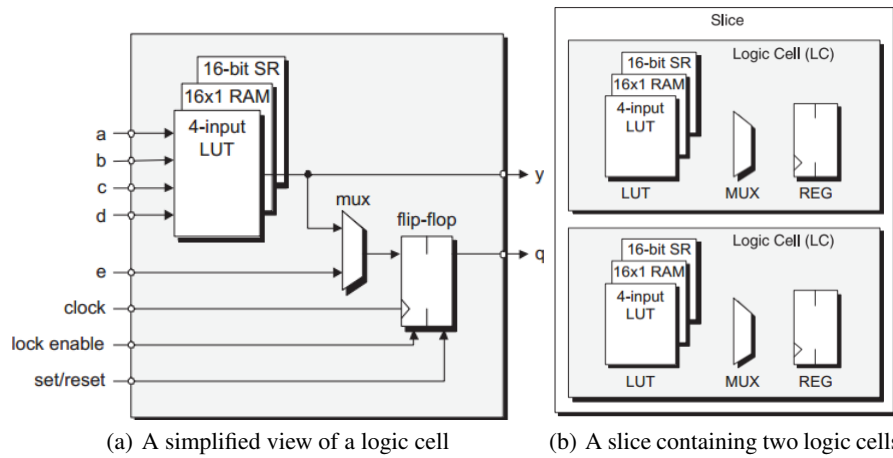 16-bit SR
16x1 RAM
4-input
LUT
a
b
c
d
y
mux
flip-flop
e
q
clock
lock enable
set/reset
(a) A simplified view of a logic cell
Slice
Logic Cell (LC)
16-bit SR
16x1 RAM
4-input
LUT
LUT
MUX
REG
Logic Cell (LC)
16-bit SR
16x1 RAM
4-input
LUT
LUT
MUX
REG
(b) A slice containing two logic cells